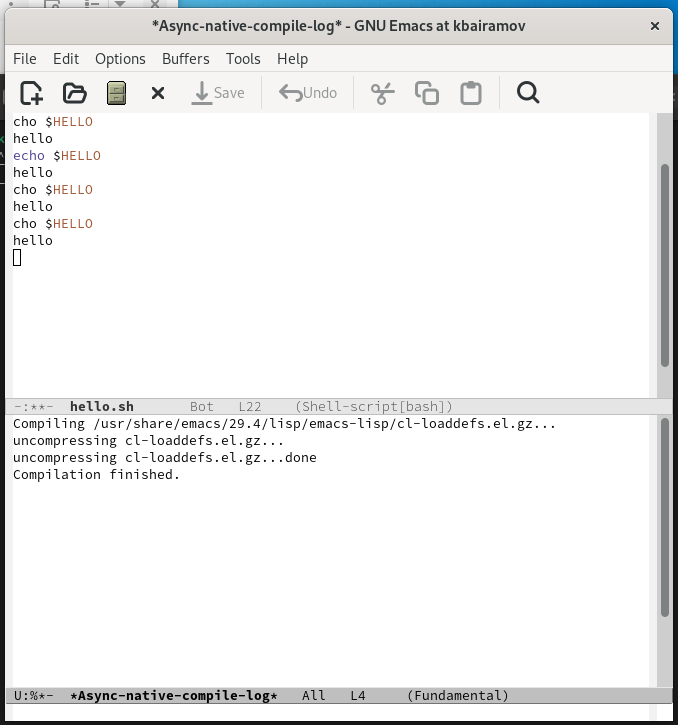 *Async-native-compile-log* - GNU Emacs at kbairamov
File Edit Options Buffers Tools Help
Save Undo
cho $HELLO
hello
echo $HELLO
hello
cho $HELLO
hello
cho $HELLO
hello
-:**- hello.sh Bot L22 (Shell-script[bash])
Compiling /usr/share/emacs/29.4/lisp/emacs-lisp/cl-loaddefs.el.gz...
uncompressing cl-loaddefs.el.gz...
uncompressing cl-loaddefs.el.gz...done
Compilation finished.
U:%*- *Async-native-compile-log* All L4 (Fundamental)